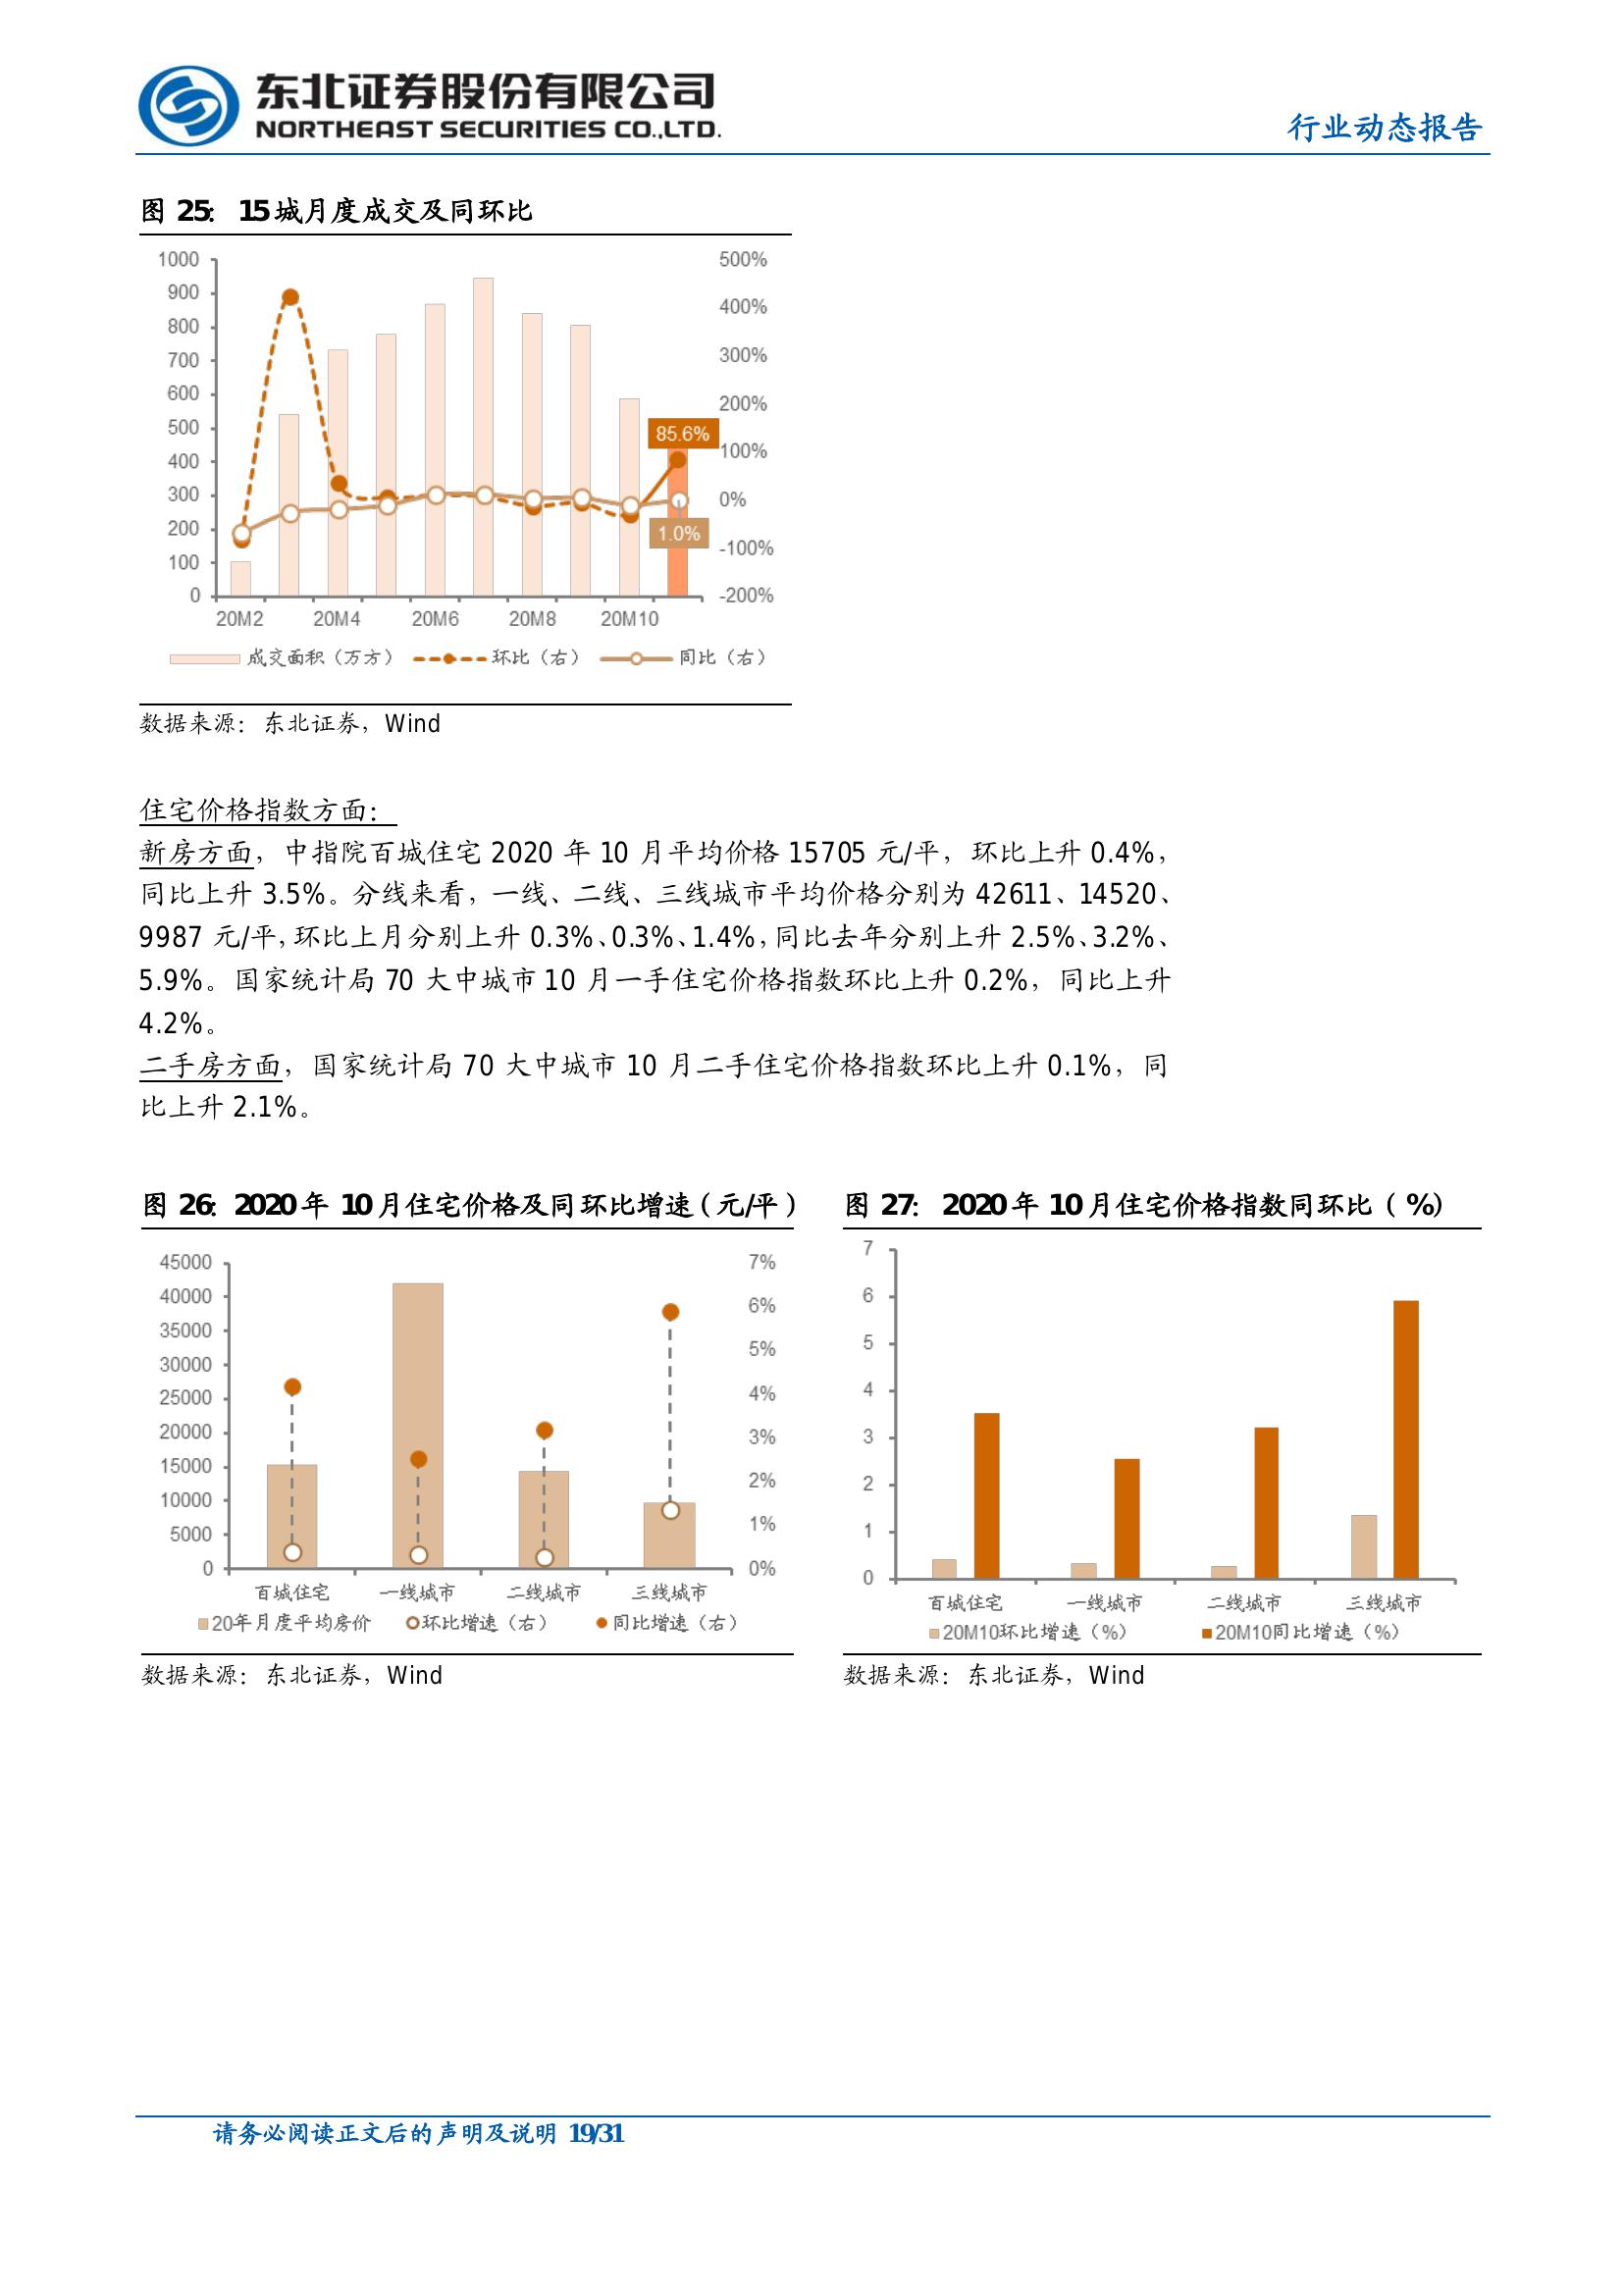 东北证券股份有限公司
NORTHEAST SECURITIES CO.,LTD.
行业动态报告
图 25: 15 城月度成交及同环比
1000
900
800
700
600
500
400
300
200
100
0
500%
400%
300%
200%
100%
0%
-100%
-200%
85.6%
1.0%
20M2 20M4 20M6 20M8 20M10
成交面积（万方） 环比（右） 同比（右）
数据来源：东北证券，Wind
住宅价格指数方面：
新房方面，中指院百城住宅 2020 年 10 月平均价格 15705 元/平，环比上升 0.4%，
同比上升 3.5%。分线来看，一线、二线、三线城市平均价格分别为 42611、14520、
9987 元/平，环比上月分别上升 0.3%、0.3%、1.4%，同比去年分别上升 2.5%、3.2%、
5.9%。国家统计局 70 大中城市 10 月一手住宅价格指数环比上升 0.2%，同比上升
4.2%。
二手房方面，国家统计局 70 大中城市 10 月二手住宅价格指数环比上升 0.1%，同
比上升 2.1%。
图 26: 2020 年 10 月住宅价格及同环比增速（元/平）
45000
40000
35000
30000
25000
20000
15000
10000
5000
0
7%
6%
5%
4%
3%
2%
1%
0%
百城住宅 一线城市 二线城市 三线城市
20年月度平均房价 环比增速（右） 同比增速（右）
数据来源：东北证券，Wind
图 27: 2020 年 10 月住宅价格指数同环比（%）
7
6
5
4
3
2
1
0
百城住宅 一线城市 二线城市 三线城市
20M10环比增速（%） 20M10同比增速（%）
数据来源：东北证券，Wind
请务必阅读正文后的声明及说明 19/31